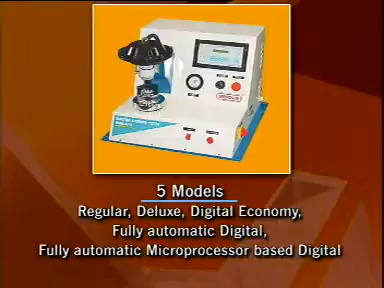 5 Models
Regular, Deluxe, Digital Economy,
Fully automatic Digital,
Fully automatic Microprocessor based Digital